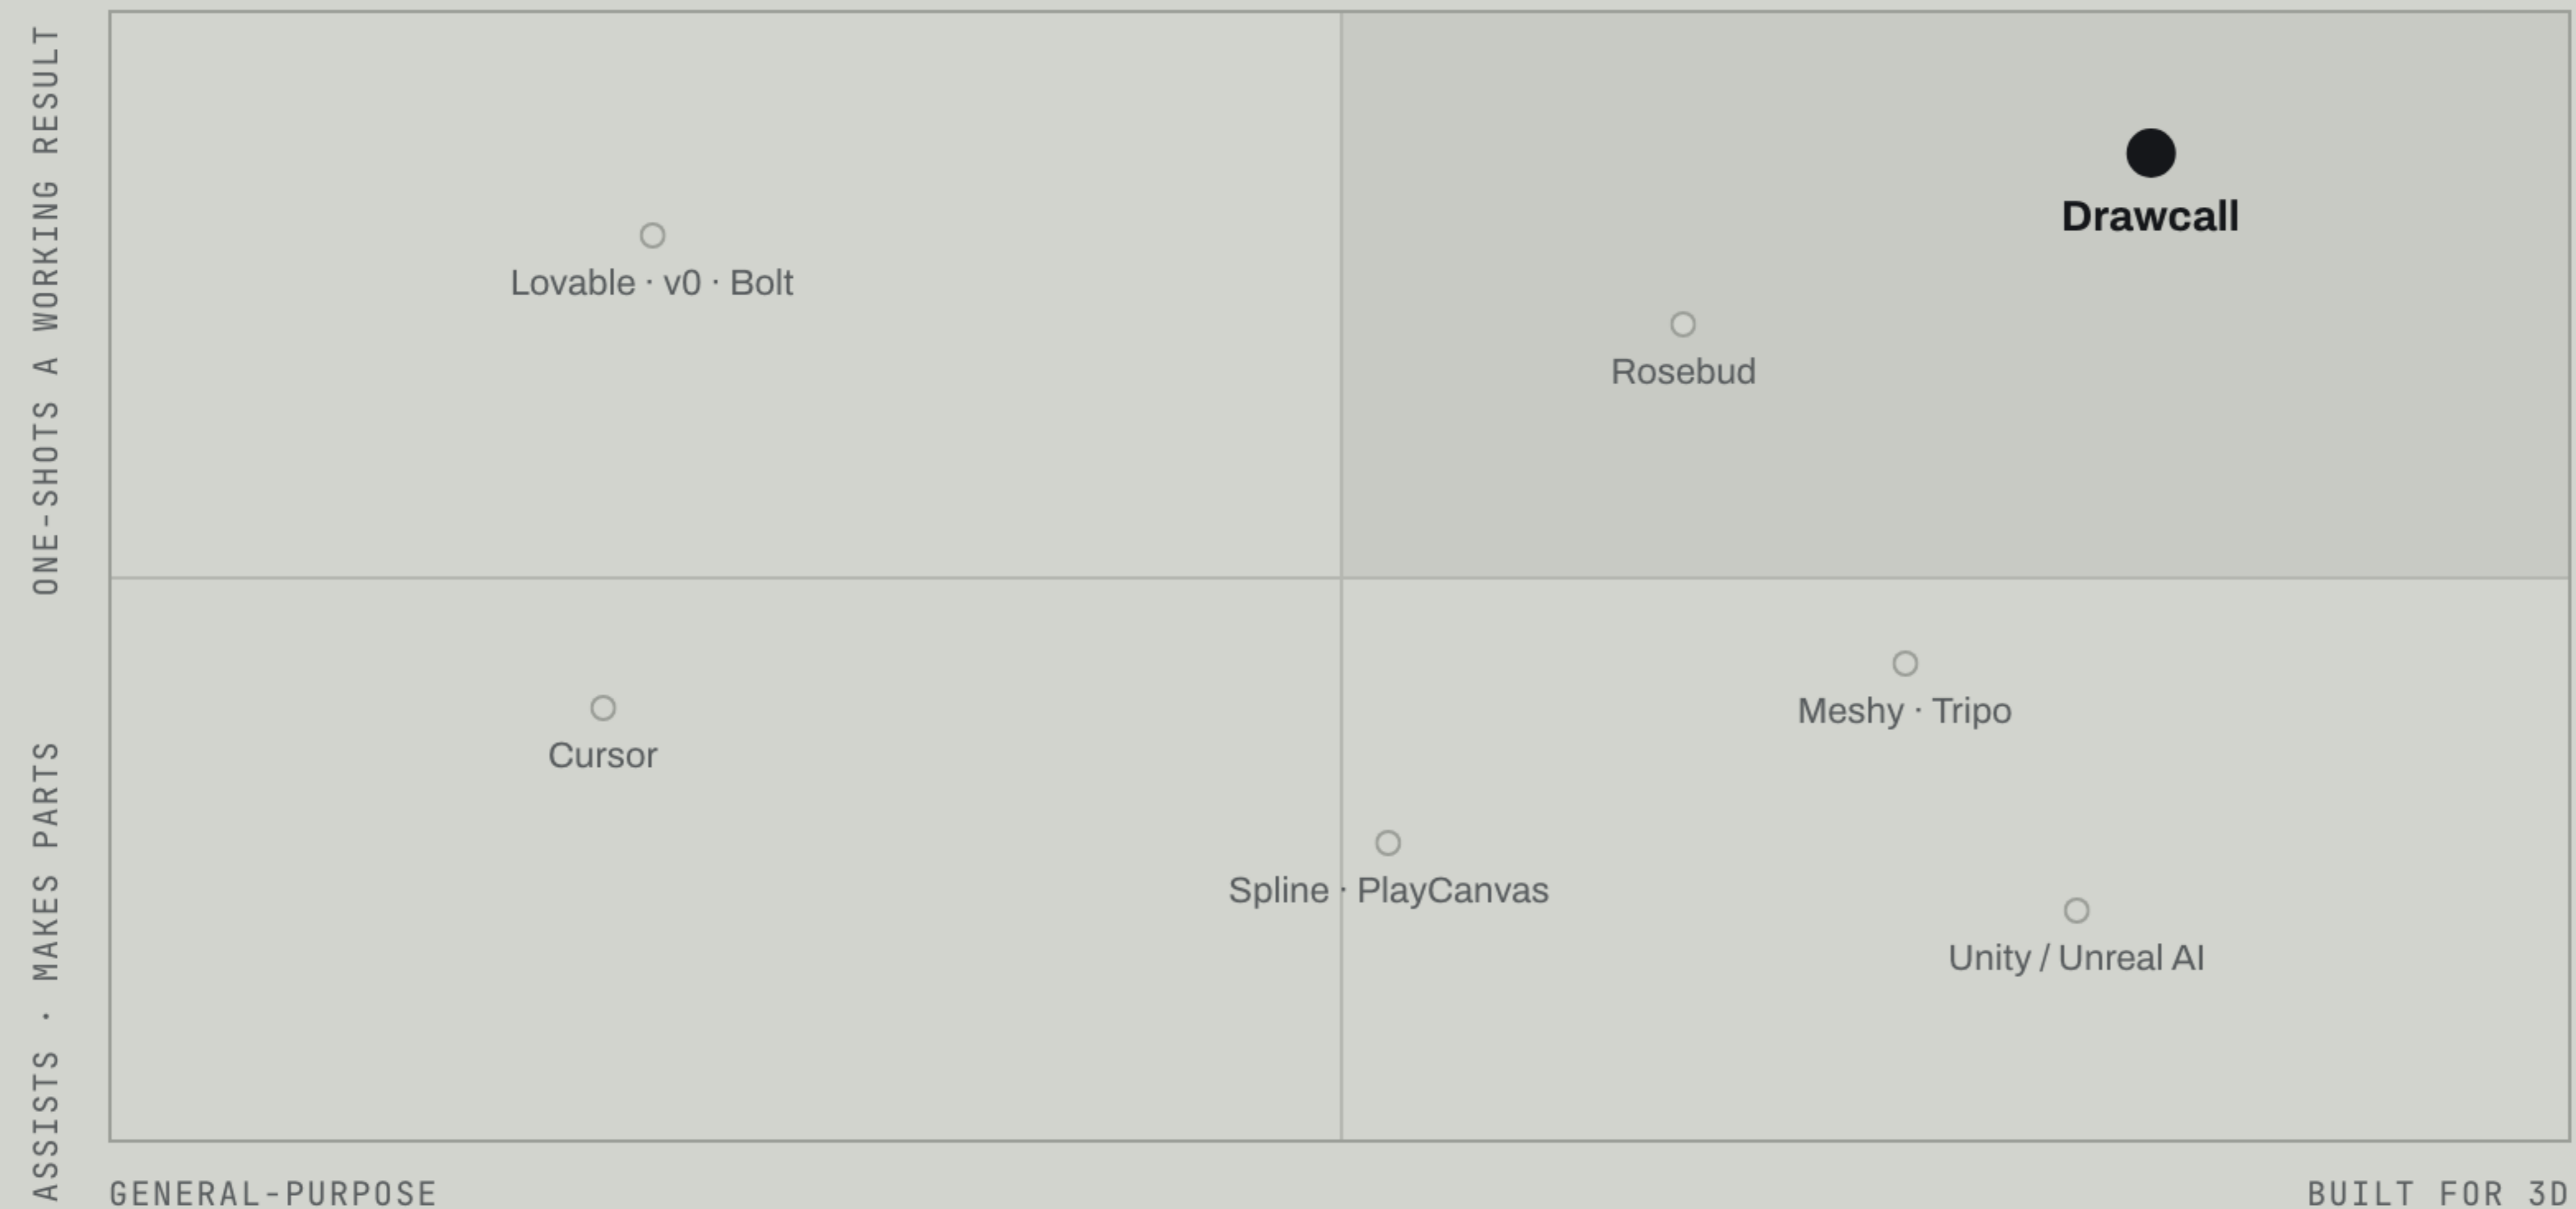 ONE-SHOTS A WORKING RESULT
ASSISTS · MAKES PARTS
Drawcall
Lovable · v0 · Bolt
Rosebud
Meshy · Tripo
Cursor
Spline · PlayCanvas
Unity / Unreal AI
GENERAL-PURPOSE
BUILT FOR 3D